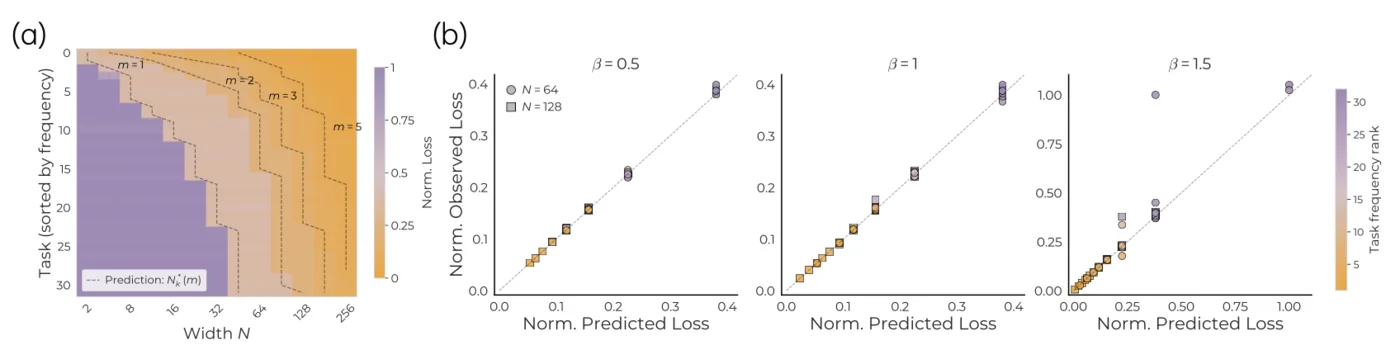 (a)
Task (sorted by frequency)
0
5
10
15
20
25
30
m = 1
m = 2
m = 3
m = 5
Prediction: N*k(m)
2
8
16
32
64
128
256
Width N
1
0.75
0.5
0.25
0
Norm. Loss
(b)
β = 0.5
Norm. Observed Loss
0.4
0.3
0.2
0.1
0.0
N = 64
N = 128
0.0 0.1 0.2 0.3 0.4
Norm. Predicted Loss
β = 1
0.4
0.3
0.2
0.1
0.0
0.0 0.1 0.2 0.3 0.4
Norm. Predicted Loss
β = 1.5
1.00
0.75
0.50
0.25
0.00
0.00 0.25 0.50 0.75 1.00
Norm. Predicted Loss
30
25
20
15
10
5
Task frequency rank